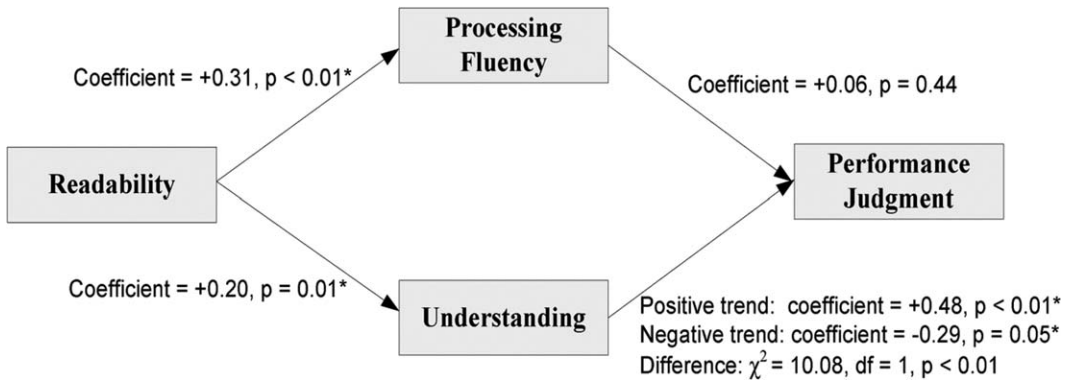 Processing
Fluency
Coefficient = +0.31, p < 0.01*
Coefficient = +0.06, p = 0.44
Readability
Performance
Judgment
Coefficient = +0.20, p = 0.01*
Understanding
Positive trend:  coefficient = +0.48, p < 0.01*
Negative trend: coefficient = -0.29, p = 0.05*
Difference: χ² = 10.08, df = 1, p < 0.01